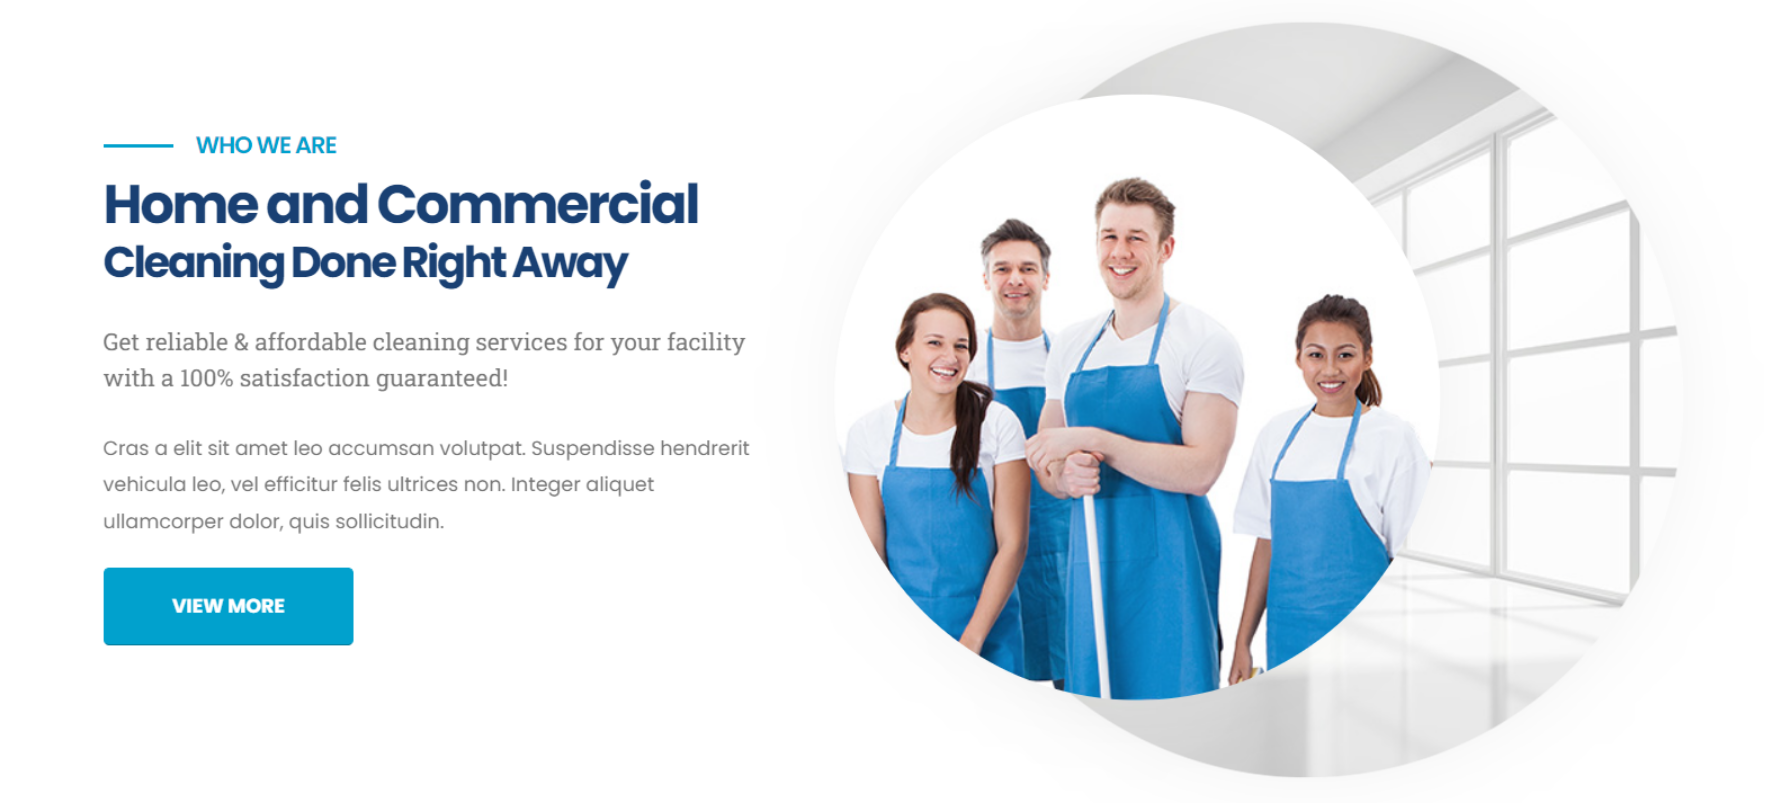 WHO WE ARE
Home and Commercial
Cleaning Done Right Away
Get reliable & affordable cleaning services for your facility
with a 100% satisfaction guaranteed!
Cras a elit sit amet leo accumsan volutpat. Suspendisse hendrerit
vehicula leo, vel efficitur felis ultrices non. Integer aliquet
ullamcorper dolor, quis sollicitudin.
VIEW MORE